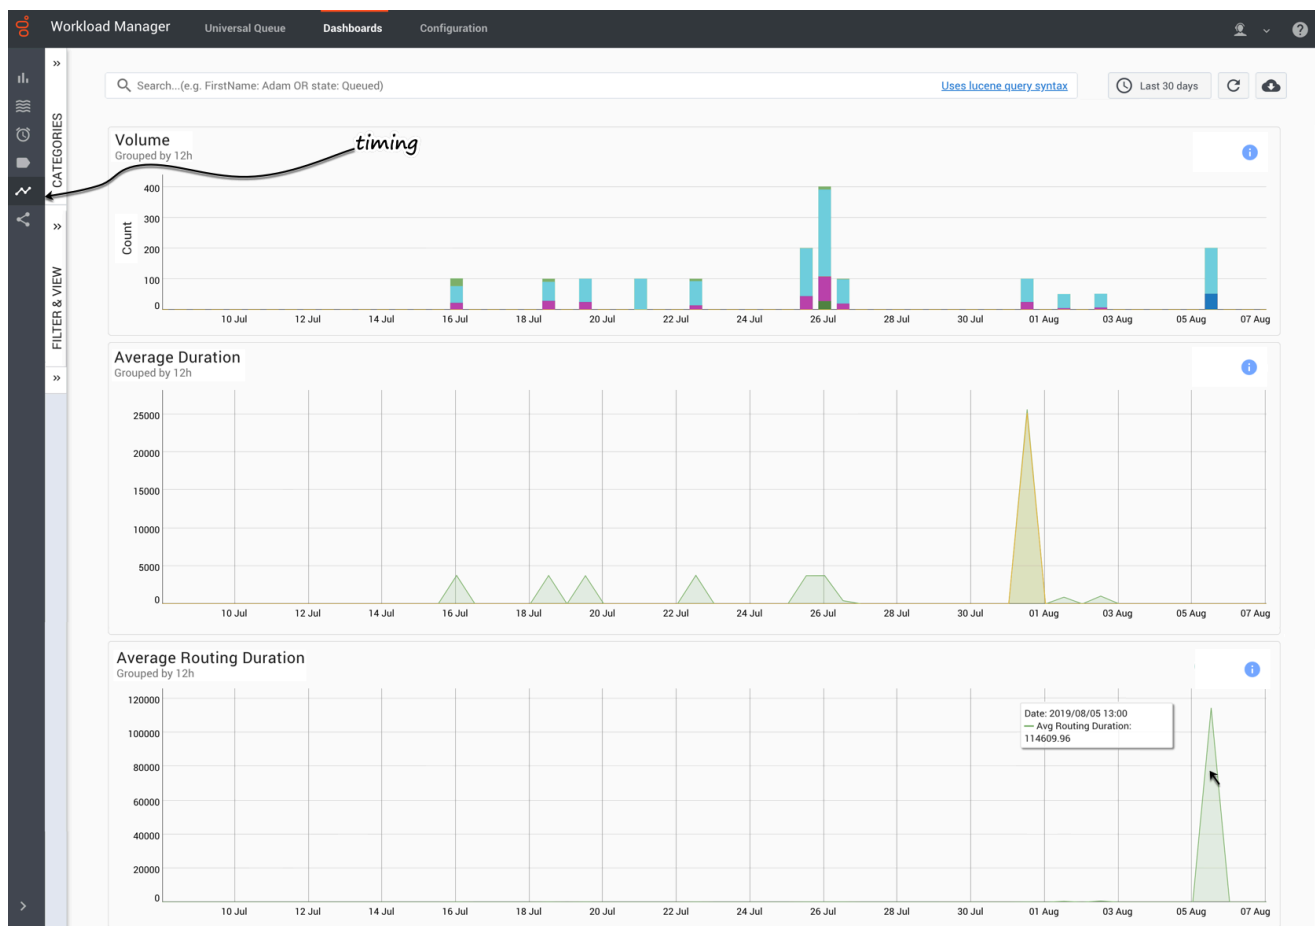 Workload Manager Universal Queue Dashboards Configuration
Search...(e.g. FirstName: Adam OR state: Queued) Uses lucene query syntax Last 30 days
CATEGORIES
FILTER & VIEW
timing
Volume
Grouped by 12h
Count
400
300
200
100
0
10 Jul 12 Jul 14 Jul 16 Jul 18 Jul 20 Jul 22 Jul 24 Jul 26 Jul 28 Jul 30 Jul 01 Aug 03 Aug 05 Aug 07 Aug
Average Duration
Grouped by 12h
25000
20000
15000
10000
5000
0
10 Jul 12 Jul 14 Jul 16 Jul 18 Jul 20 Jul 22 Jul 24 Jul 26 Jul 28 Jul 30 Jul 01 Aug 03 Aug 05 Aug 07 Aug
Average Routing Duration
Grouped by 12h
120000
100000
80000
60000
40000
20000
0
Date: 2019/08/05 13:00
Avg Routing Duration:
114609.96
10 Jul 12 Jul 14 Jul 16 Jul 18 Jul 20 Jul 22 Jul 24 Jul 26 Jul 28 Jul 30 Jul 01 Aug 03 Aug 05 Aug 07 Aug